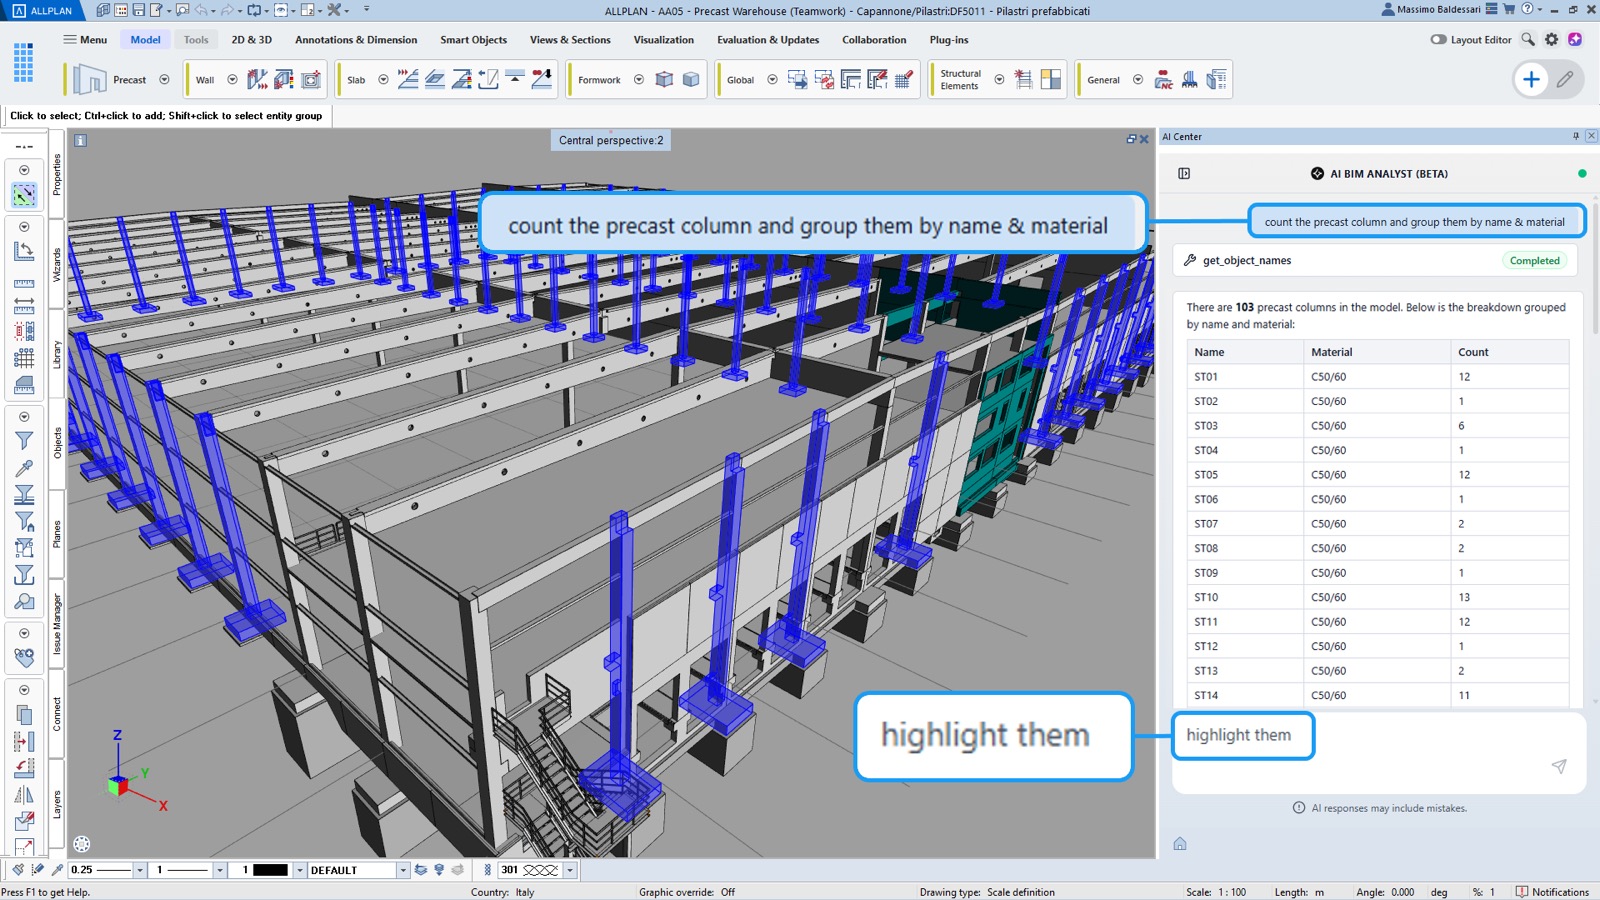 ALLPLAN
ALLPLAN - AA05 - Precast Warehouse (Teamwork) - Capannone/Pilastri:DF5011 - Pilastri prefabbricati
Massimo Baldessari
Menu Model Tools 2D & 3D Annotations & Dimension Smart Objects Views & Sections Visualization Evaluation & Updates Collaboration Plug-ins Layout Editor
Precast Wall Slab Formwork Global Structural Elements General
Click to select; Ctrl+click to add; Shift+click to select entity group
Central perspective:2
Properties
Wizards
Library
Objects
Planes
Issue Manager
Connect
Layers
count the precast column and group them by name & material
highlight them
Z
Y
X
AI Center
AI BIM ANALYST (BETA)
count the precast column and group them by name & material
get_object_names Completed
There are 103 precast columns in the model. Below is the breakdown grouped
by name and material:
Name Material Count
ST01 C50/60 12
ST02 C50/60 1
ST03 C50/60 6
ST04 C50/60 1
ST05 C50/60 12
ST06 C50/60 1
ST07 C50/60 2
ST08 C50/60 2
ST09 C50/60 1
ST10 C50/60 13
ST11 C50/60 12
ST12 C50/60 1
ST13 C50/60 2
ST14 C50/60 11
highlight them
AI responses may include mistakes.
0.25 1 1 DEFAULT 301
Press F1 to get Help. Country: Italy Graphic override: Off Drawing type: Scale definition Scale: 1 : 100 Length: m Angle: 0.000 deg %: 1 Notifications